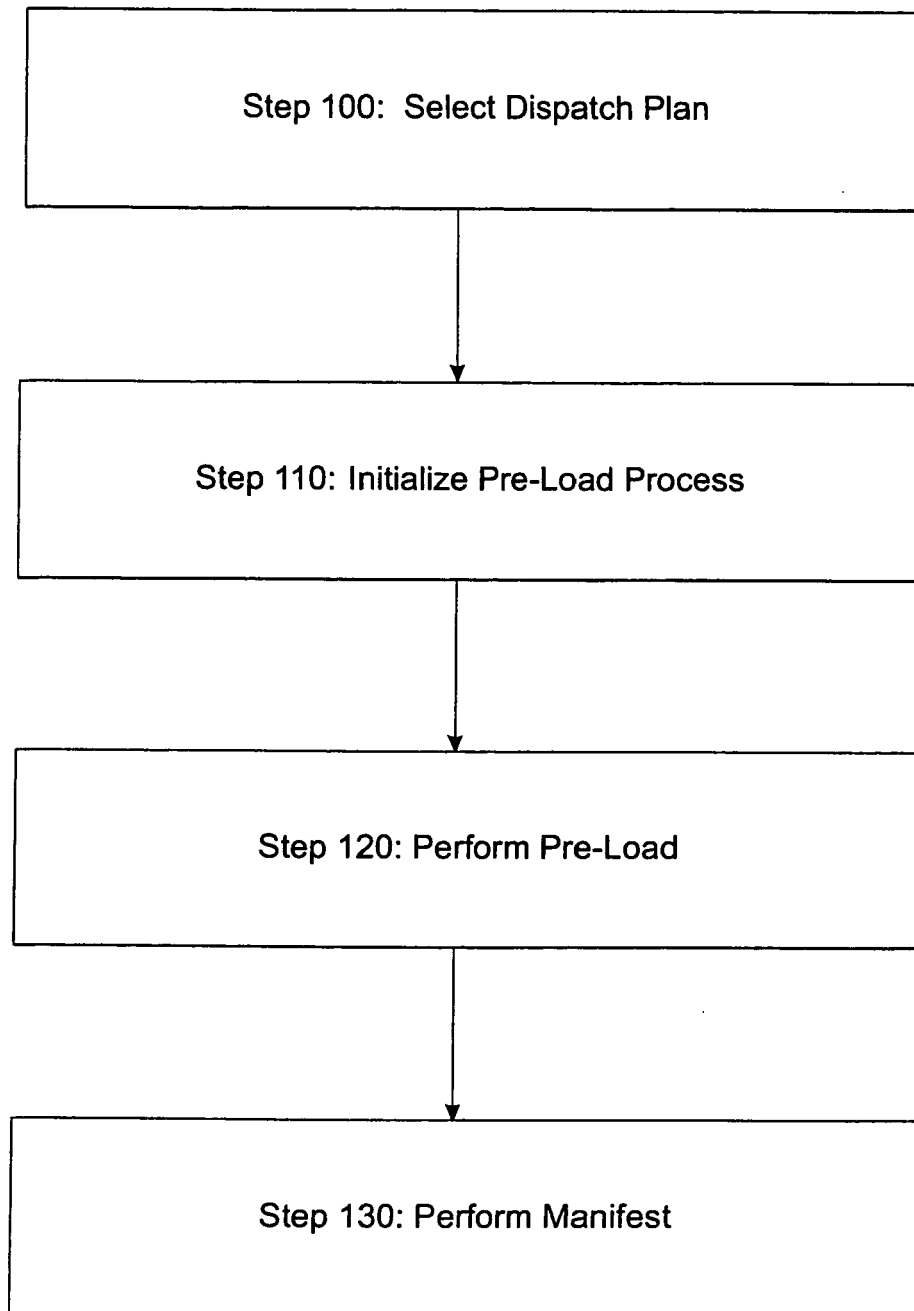 Step 100: Select Dispatch Plan
Step 110: Initialize Pre-Load Process
Step 120: Perform Pre-Load
Step 130: Perform Manifest